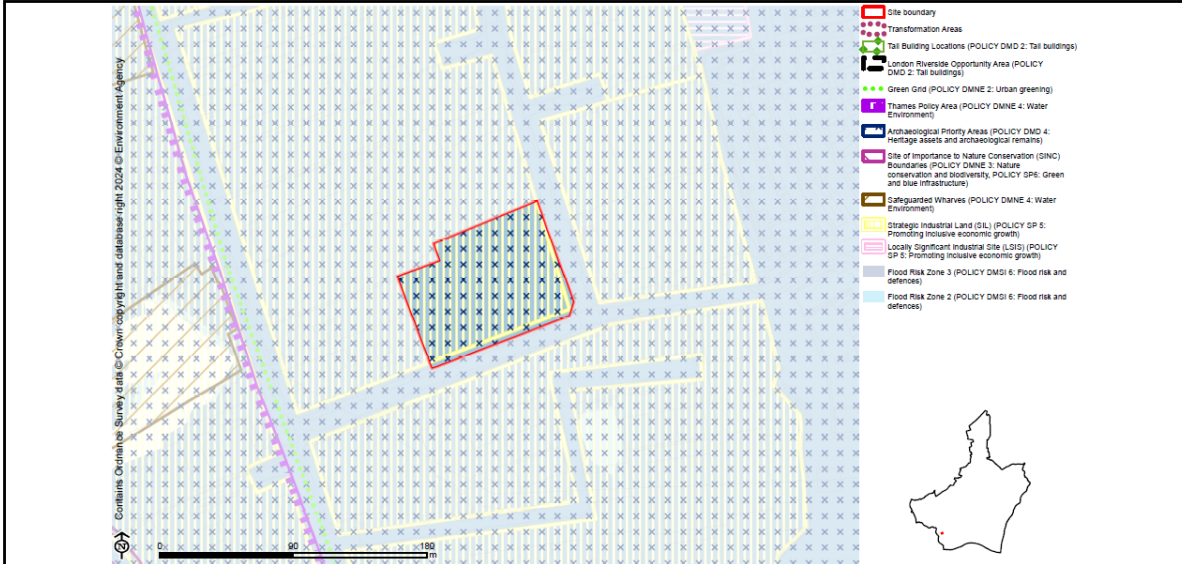 Contains Ordnance Survey data © Crown copyright and database right 2024 © Environment Agency
N
0 90 180
m
Site boundary
Transformation Areas
Tall Building Locations (POLICY DMD 2: Tall buildings)
London Riverside Opportunity Area (POLICY
DMD 2: Tall buildings)
Green Grid (POLICY DMNE 2: Urban greening)
Thames Policy Area (POLICY DMNE 4: Water
Environment)
Archaeological Priority Areas (POLICY DMD 4:
Heritage assets and archaeological remains)
Site of Importance to Nature Conservation (SINC)
Boundaries (POLICY DMNE 3: Nature
conservation and biodiversity, POLICY SP6: Green
and blue infrastructure)
Safeguarded Wharves (POLICY DMNE 4: Water
Environment)
Strategic Industrial Land (SIL) (POLICY SP 5:
Promoting inclusive economic growth)
Locally Significant Industrial Site (LSIS) (POLICY
SP 5: Promoting inclusive economic growth)
Flood Risk Zone 3 (POLICY DMSI 6: Flood risk and
defences)
Flood Risk Zone 2 (POLICY DMSI 6: Flood risk and
defences)